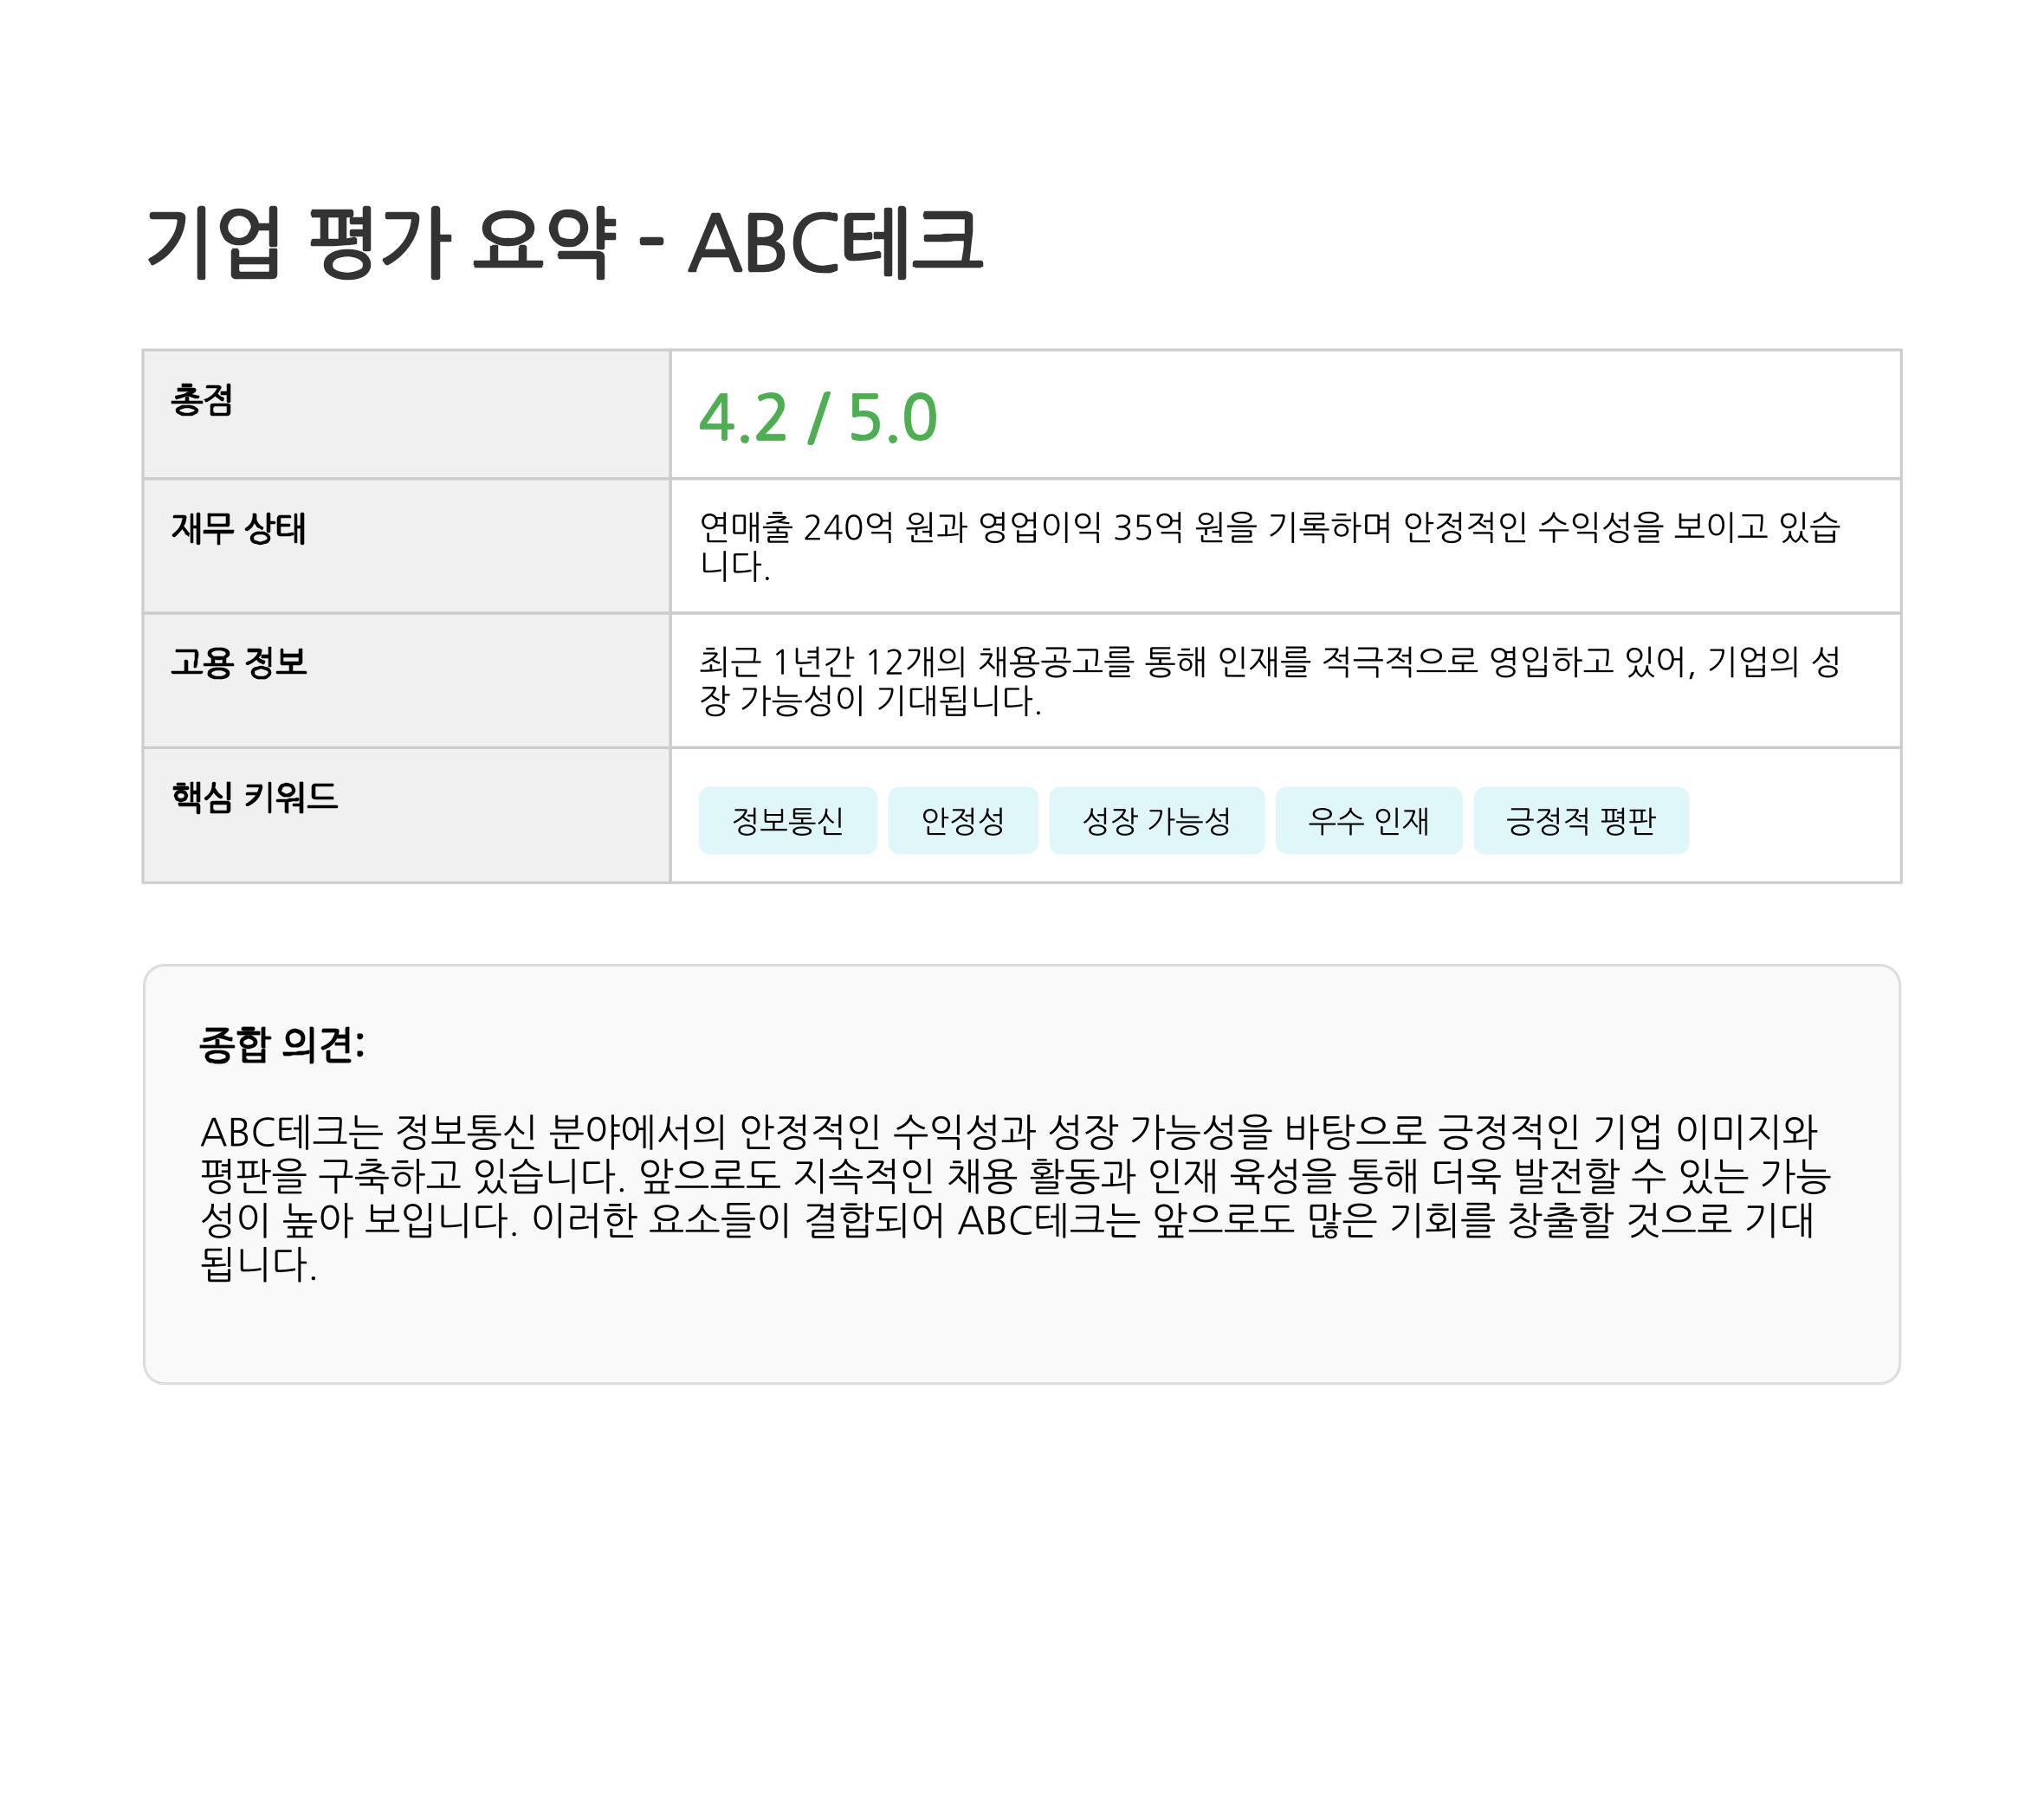 기업 평가 요약 - ABC테크
총점
4.2 / 5.0
재무 상태
연매출 240억 원과 영업이익 35억 원을 기록하며 안정적인 수익성을 보이고 있습
니다.
고용 정보
최근 1년간 12개의 채용공고를 통해 인재를 적극적으로 영입하고 있어, 기업의 성
장 가능성이 기대됩니다.
핵심 키워드
정보통신 안정성 성장 가능성 우수 인재 긍정적 평판
종합 의견:
ABC테크는 정보통신 분야에서의 안정적인 수익성과 성장 가능성을 바탕으로 긍정적인 기업 이미지와
평판을 구축하고 있습니다. 앞으로도 지속적인 채용 활동과 인재 육성을 통해 더욱 발전할 수 있는 가능
성이 높아 보입니다. 이러한 요소들이 결합되어 ABC테크는 앞으로도 많은 기회를 창출할 것으로 기대
됩니다.